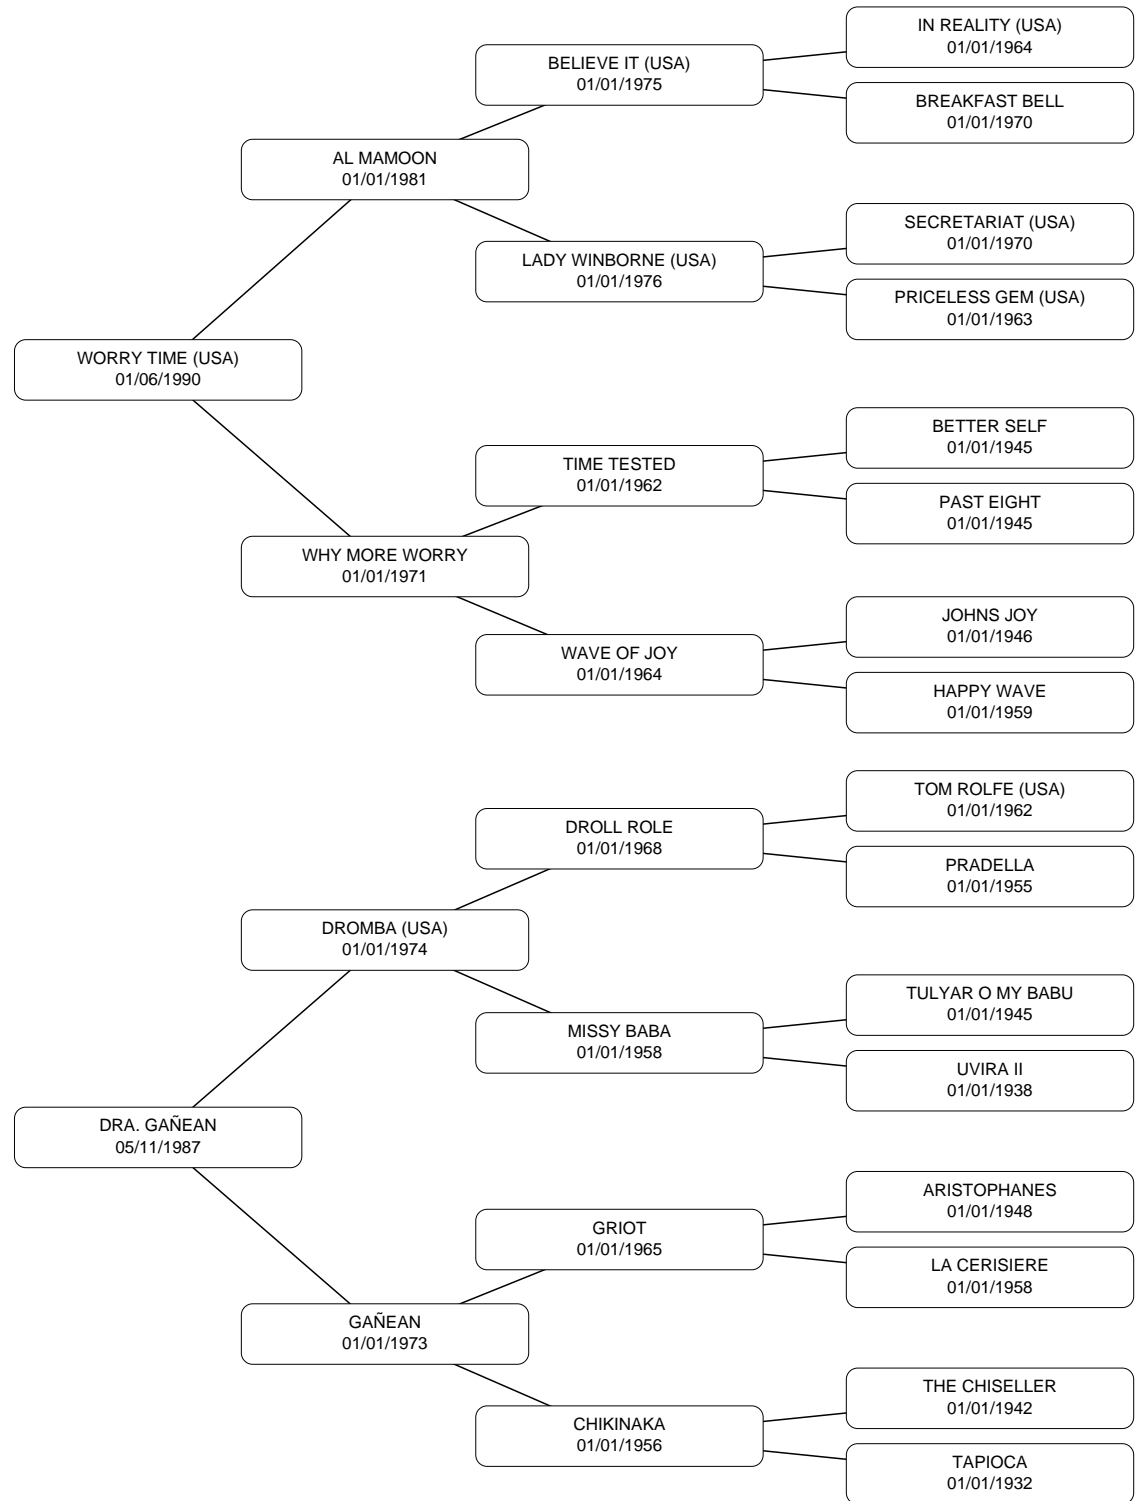 IN REALITY (USA)
01/01/1964
BELIEVE IT (USA)
01/01/1975
BREAKFAST BELL
01/01/1970
AL MAMOON
01/01/1981
SECRETARIAT (USA)
01/01/1970
LADY WINBORNE (USA)
01/01/1976
PRICELESS GEM (USA)
01/01/1963
WORRY TIME (USA)
01/06/1990
BETTER SELF
01/01/1945
TIME TESTED
01/01/1962
PAST EIGHT
01/01/1945
WHY MORE WORRY
01/01/1971
JOHNS JOY
01/01/1946
WAVE OF JOY
01/01/1964
HAPPY WAVE
01/01/1959
TOM ROLFE (USA)
01/01/1962
DROLL ROLE
01/01/1968
PRADELLA
01/01/1955
DROMBA (USA)
01/01/1974
TULYAR O MY BABU
01/01/1945
MISSY BABA
01/01/1958
UVIRA II
01/01/1938
DRA. GAÑEAN
05/11/1987
ARISTOPHANES
01/01/1948
GRIOT
01/01/1965
LA CERISIERE
01/01/1958
GAÑEAN
01/01/1973
THE CHISELLER
01/01/1942
CHIKINAKA
01/01/1956
TAPIOCA
01/01/1932